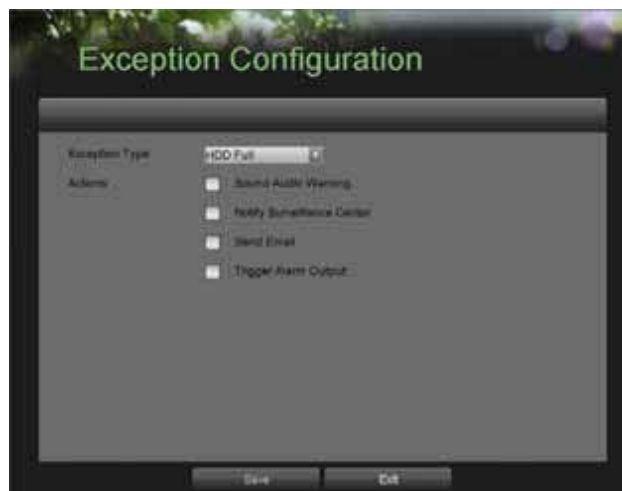 Exception Configuration
Exception Type
HDD Full
Actions
Sound Audio Warning
Notify Surveillance Center
Send Email
Trigger Alarm Output
Save
Exit